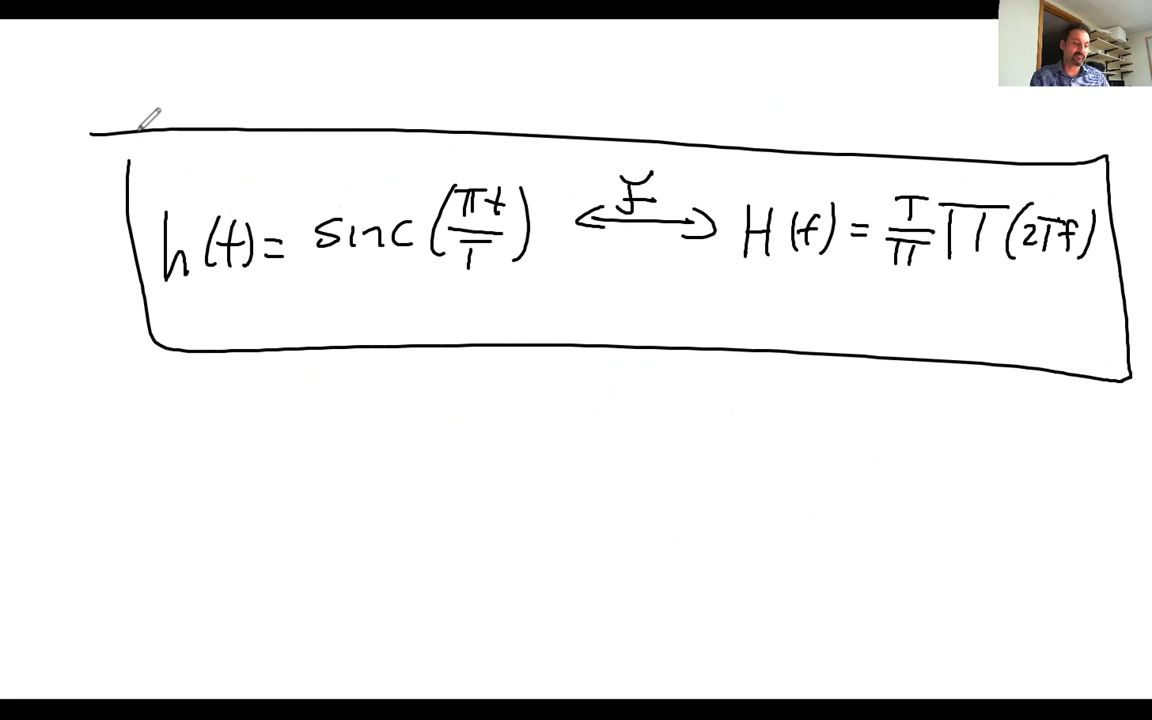 h(t) = sinc(πt/T) ⟷ℱ H(f) = T/π Π(2Tf)